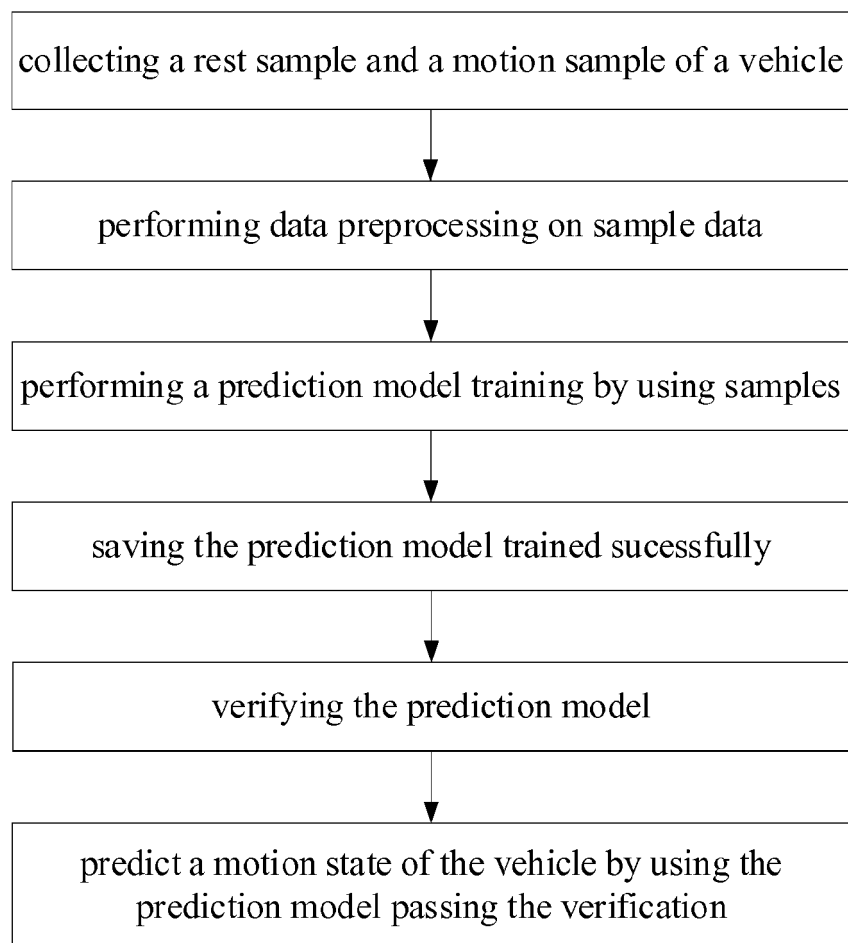 collecting a rest sample and a motion sample of a vehicle
performing data preprocessing on sample data
performing a prediction model training by using samples
saving the prediction model trained sucessfully
verifying the prediction model
predict a motion state of the vehicle by using the
prediction model passing the verification